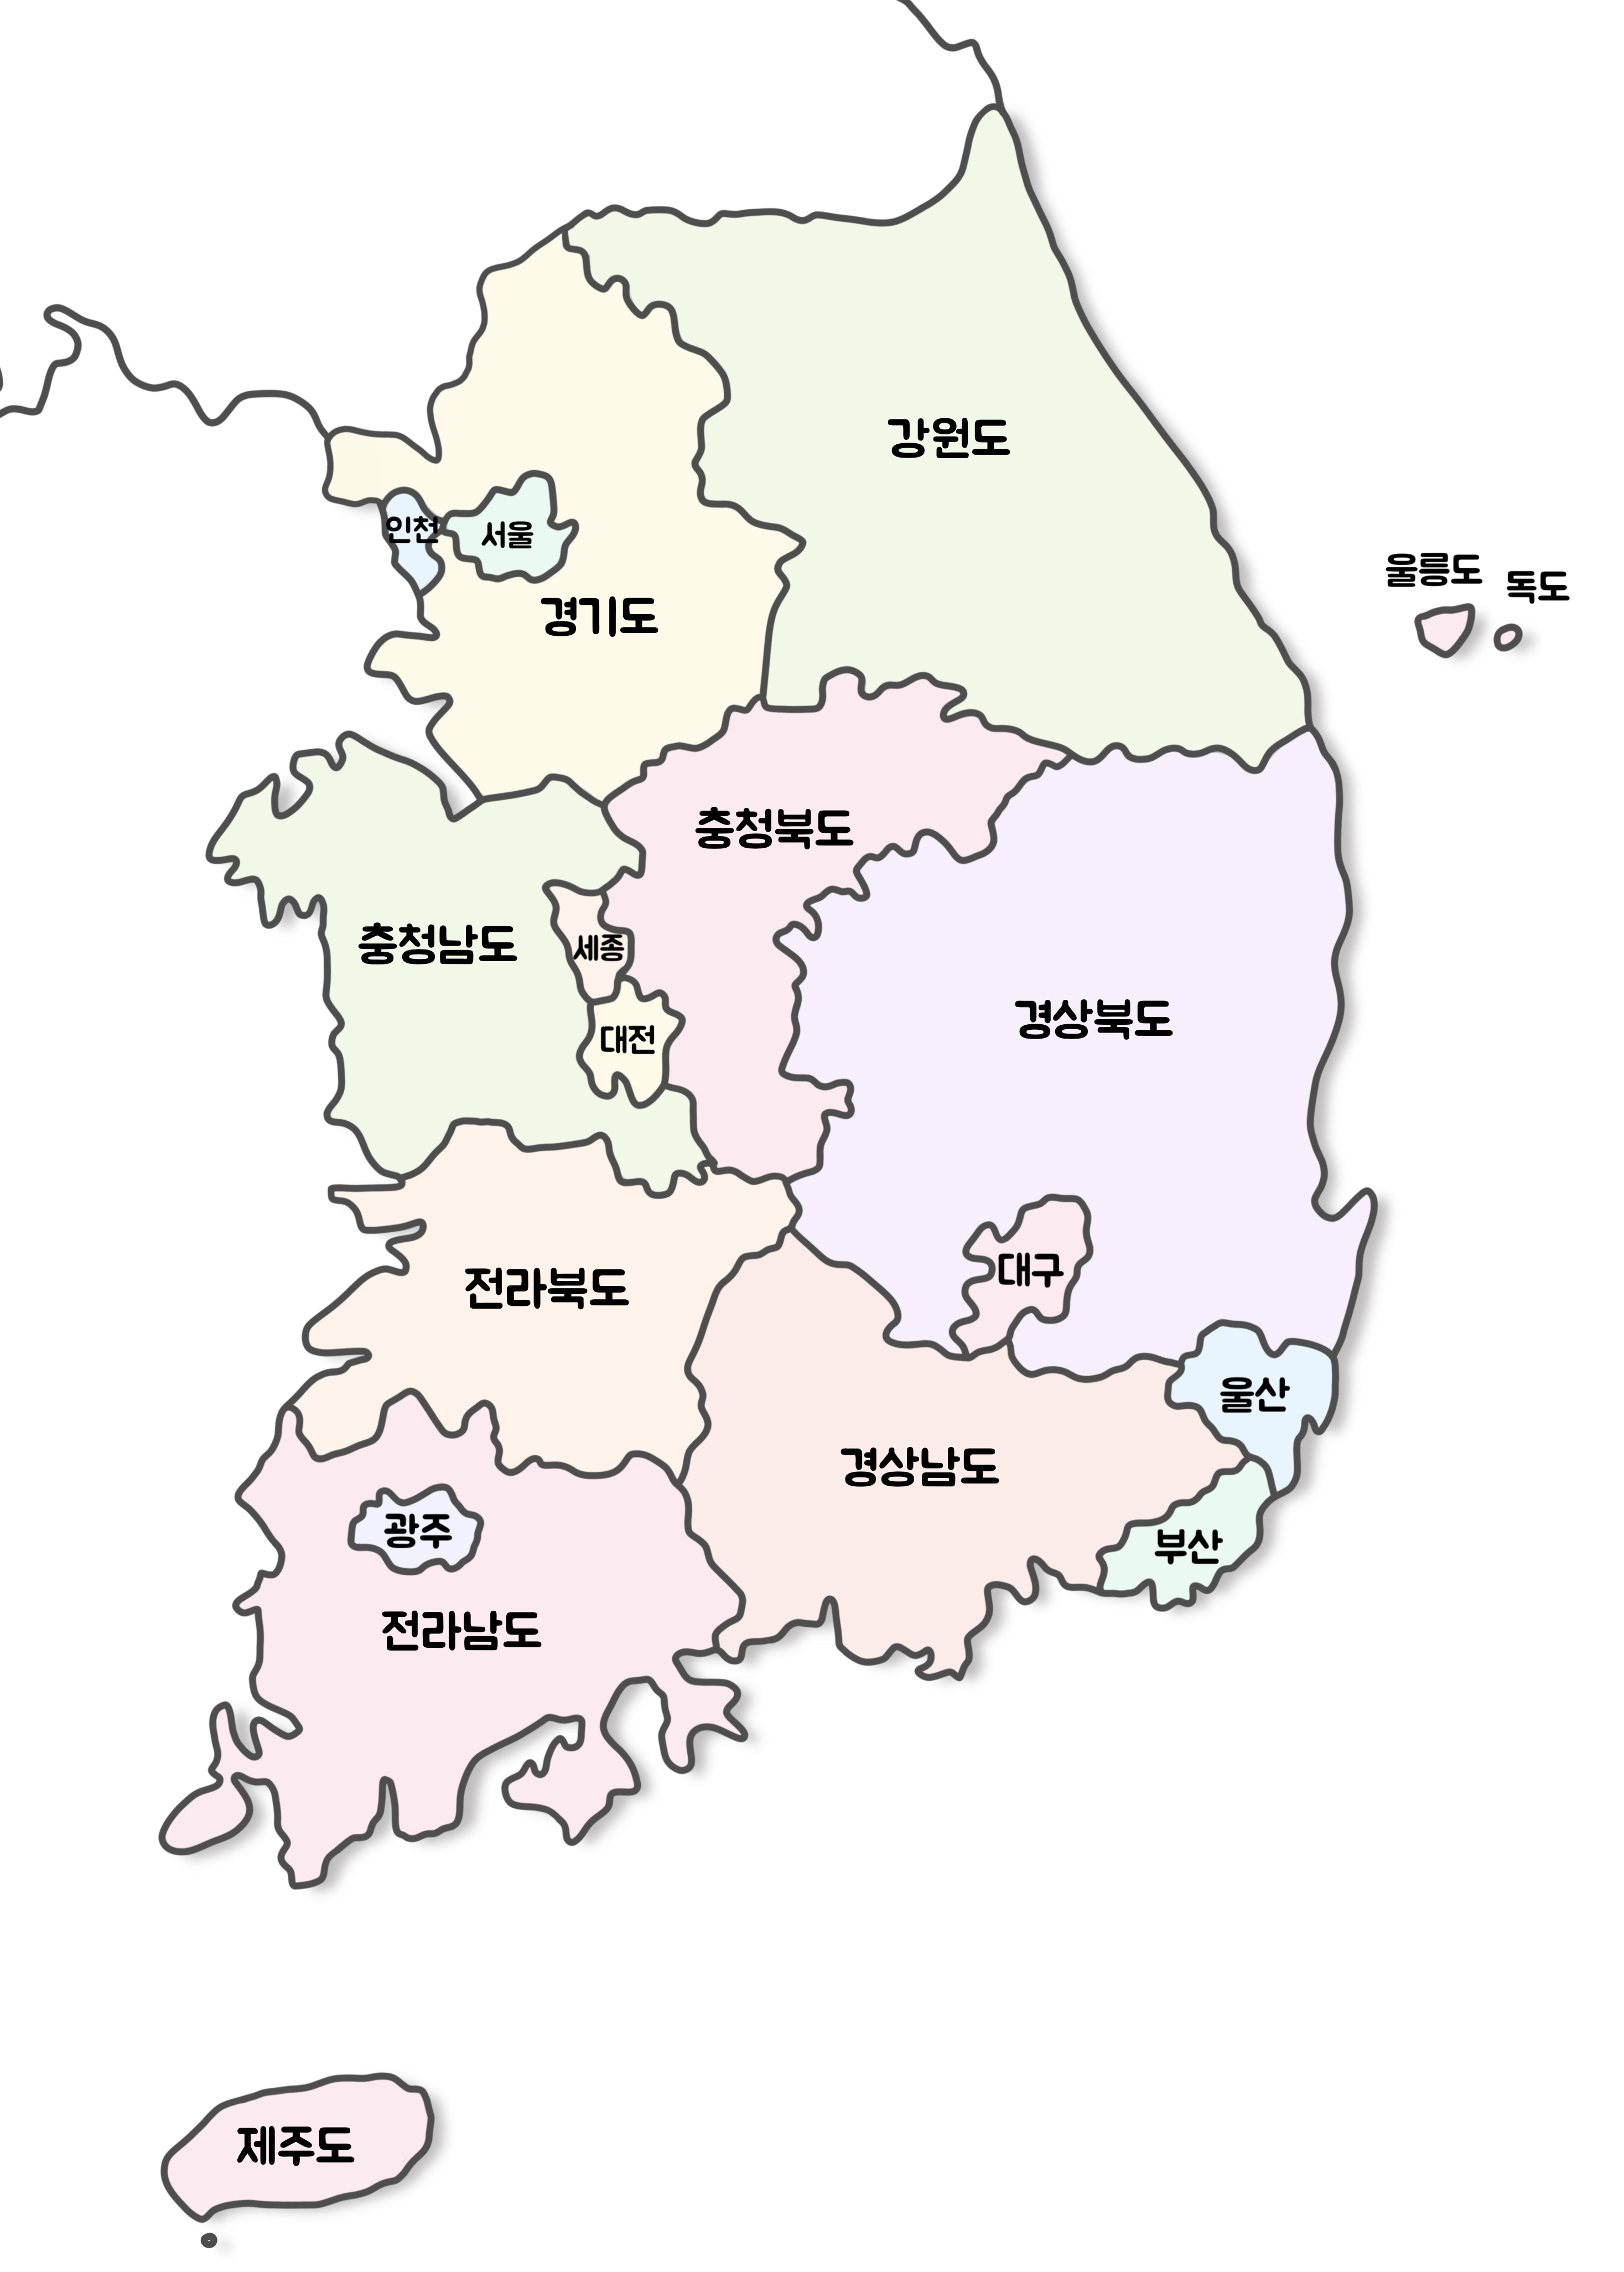 강원도
인천
서울
울릉도
독도
경기도
충청북도
충청남도
세종
경상북도
대전
대구
전라북도
울산
경상남도
광주
부산
전라남도
제주도